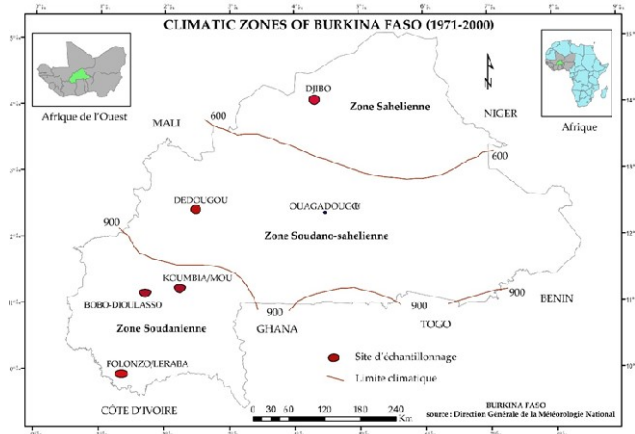 CLIMATIC ZONES OF BURKINA FASO (1971-2000)
Afrique de l'Ouest
Afrique
DJIBO
Zone Sahelienne
MALI
600
NIGER
600
DEDOUGOU
OUAGADOUGOU
Zone Soudano-sahelienne
900
KOUMBIA/MOU
BOBO-DIOULASSO
900
900
BENIN
Zone Soudanienne
GHANA
TOGO
FOLONZO/LERABA
Site d'échantillonnage
Limite climatique
CÔTE D'IVOIRE
0 30 60 120 180 240
Km
BURKINA FASO
source : Direction Générale de la Météorologie National